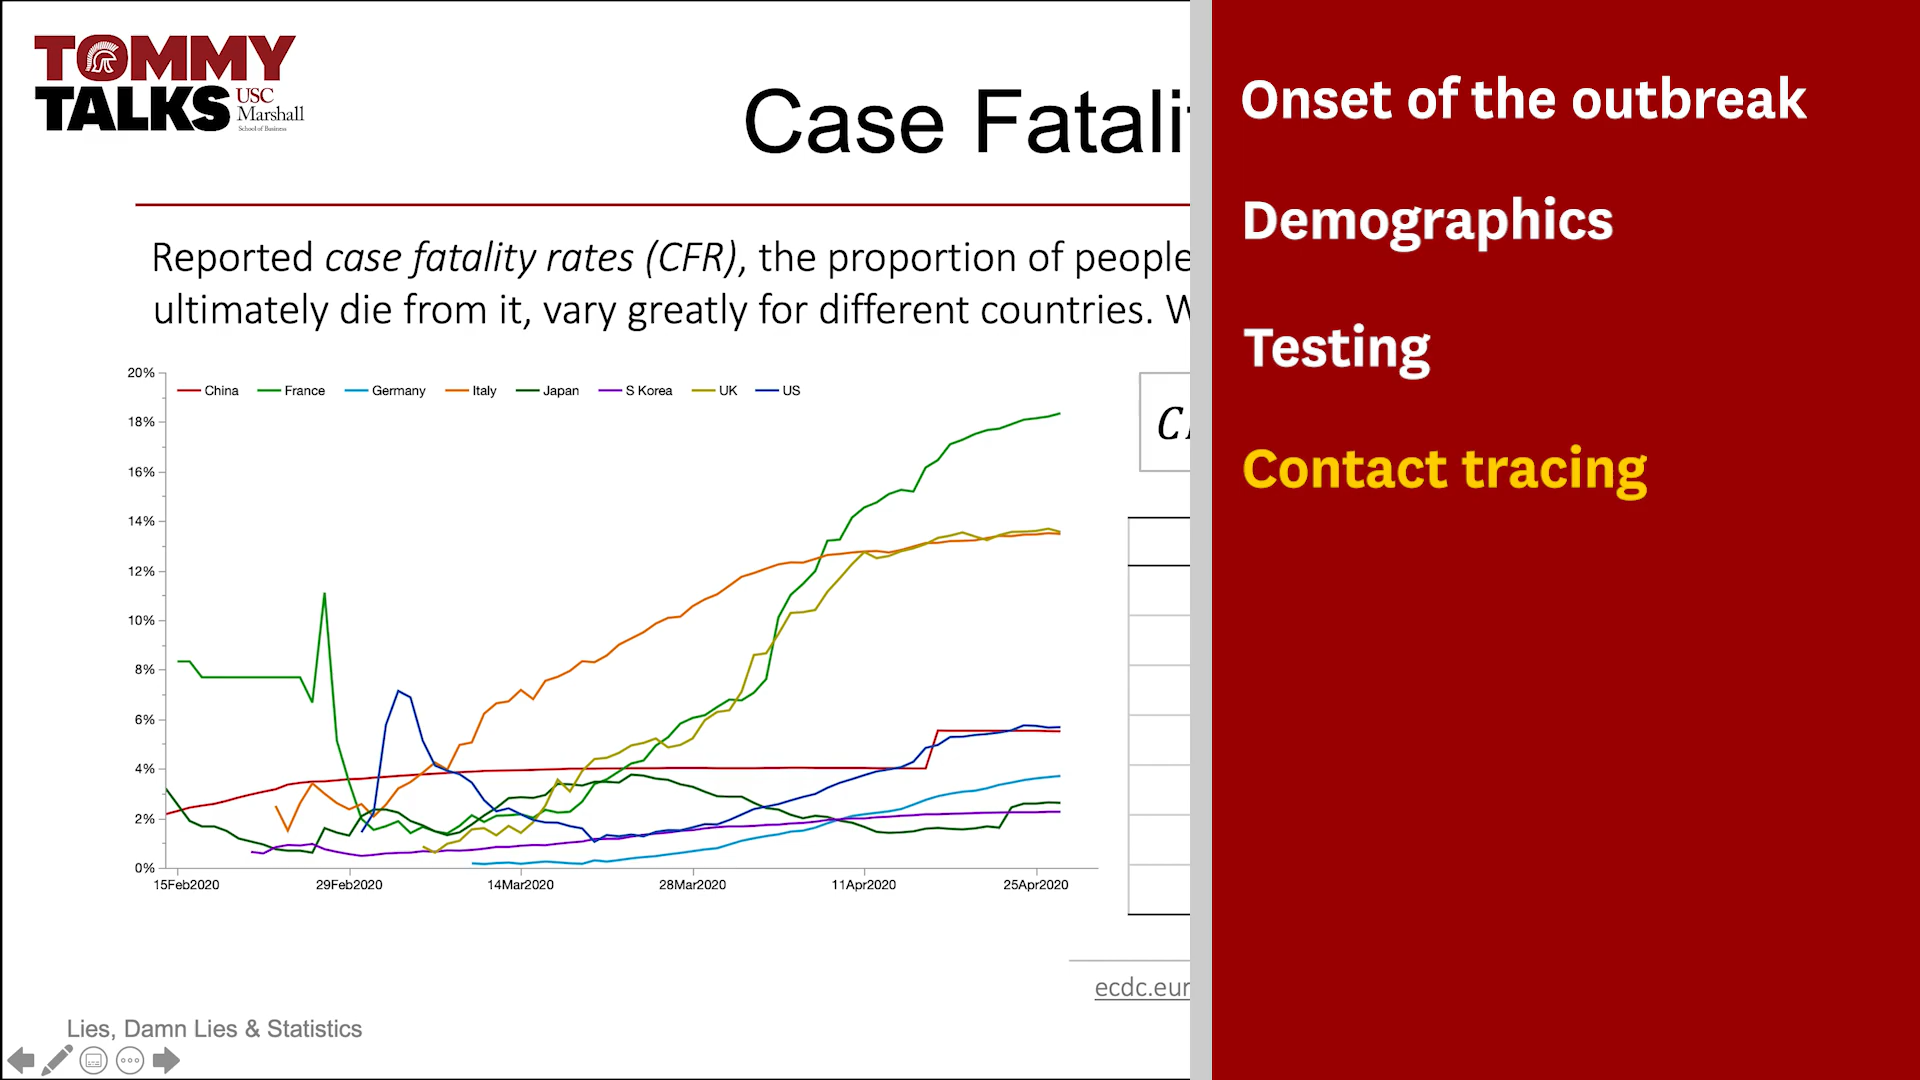 TOMMY
TALKS
USC
Marshall
School of Business
Case Fatali
Reported case fatality rates (CFR), the proportion of people
ultimately die from it, vary greatly for different countries. W
20%
18%
16%
14%
12%
10%
8%
6%
4%
2%
0%
China France Germany Italy Japan S Korea UK US
15Feb2020 29Feb2020 14Mar2020 28Mar2020 11Apr2020 25Apr2020
C
ecdc.eur
Lies, Damn Lies & Statistics
Onset of the outbreak
Demographics
Testing
Contact tracing